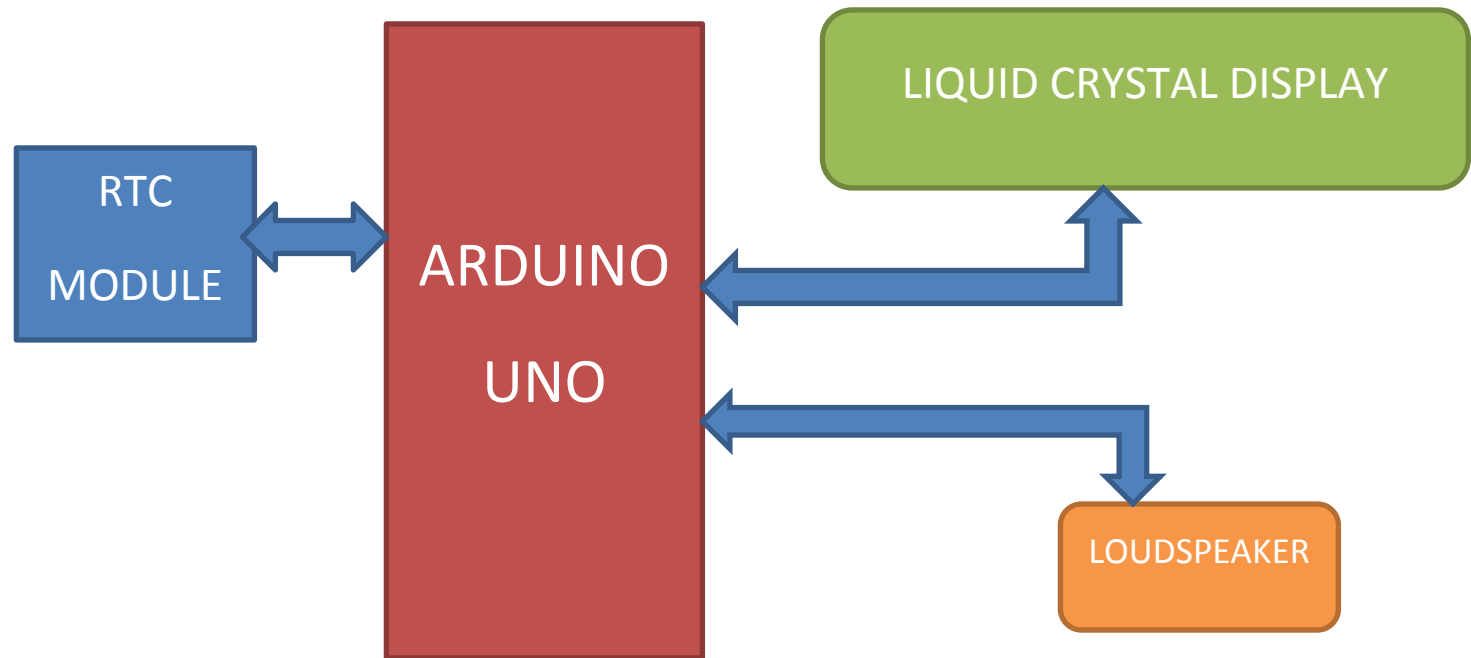 RTC
MODULE
ARDUINO
UNO
LIQUID CRYSTAL DISPLAY
LOUDSPEAKER